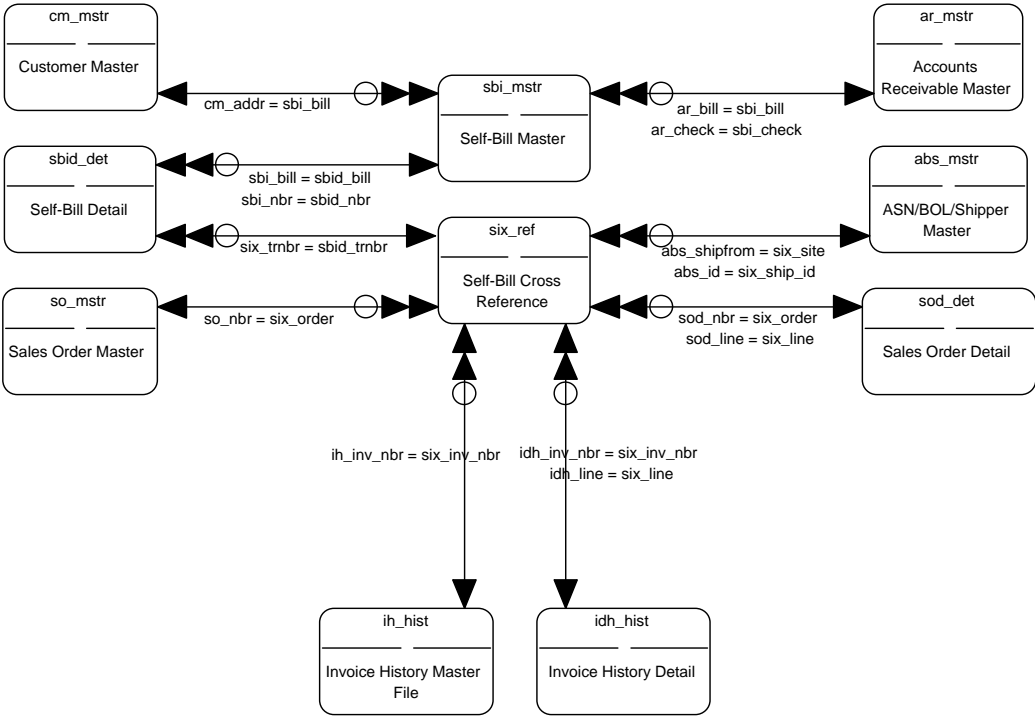 cm_mstr
Customer Master
ar_mstr
Accounts
Receivable Master
sbi_mstr
Self-Bill Master
cm_addr = sbi_bill
ar_bill = sbi_bill
ar_check = sbi_check
sbid_det
Self-Bill Detail
sbi_bill = sbid_bill
sbi_nbr = sbid_nbr
abs_mstr
ASN/BOL/Shipper
Master
six_ref
Self-Bill Cross
Reference
six_trnbr = sbid_trnbr
abs_shipfrom = six_site
abs_id = six_ship_id
so_mstr
Sales Order Master
so_nbr = six_order
sod_nbr = six_order
sod_line = six_line
sod_det
Sales Order Detail
ih_inv_nbr = six_inv_nbr
idh_inv_nbr = six_inv_nbr
idh_line = six_line
ih_hist
Invoice History Master
File
idh_hist
Invoice History Detail